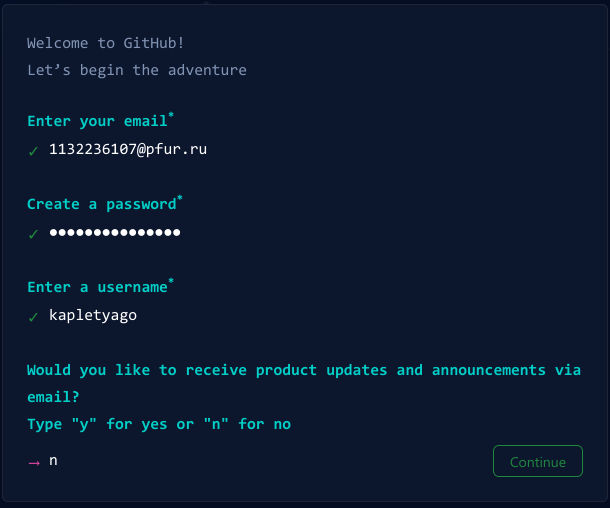 Welcome to GitHub!
Let’s begin the adventure
Enter your email*
✓ 1132236107@pfur.ru
Create a password*
✓ ●●●●●●●●●●●●●●●
Enter a username*
✓ kapletyago
Would you like to receive product updates and announcements via
email?
Type "y" for yes or "n" for no
→ n
Continue